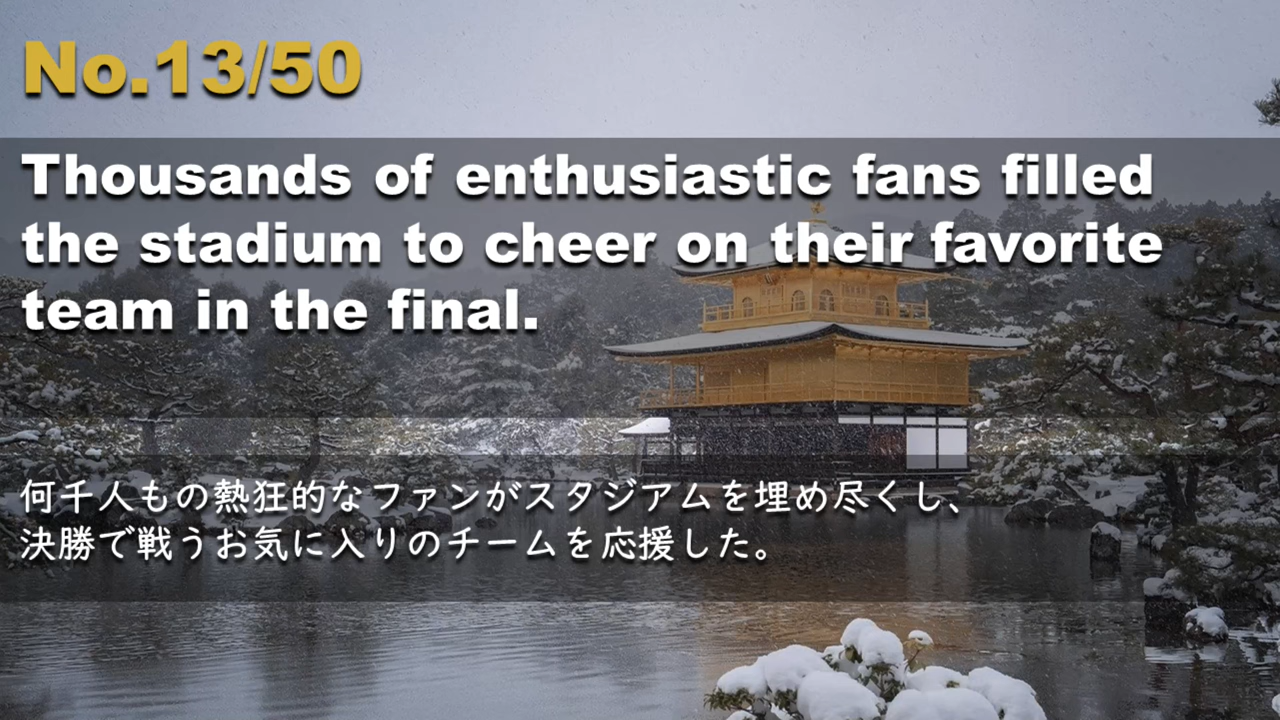 No.13/50
Thousands of enthusiastic fans filled
the stadium to cheer on their favorite
team in the final.
何千人もの熱狂的なファンがスタジアムを埋め尽くし、
決勝で戦うお気に入りのチームを応援した。